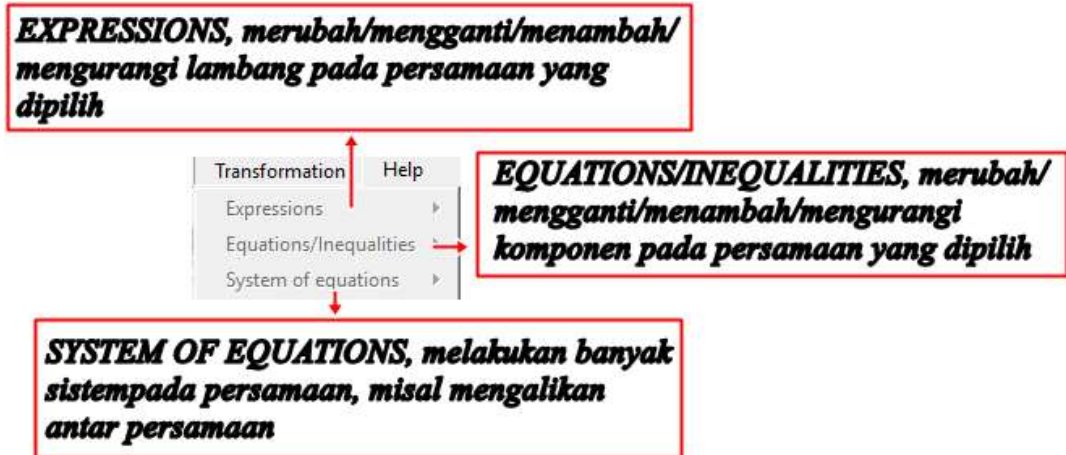 EXPRESSIONS, merubah/mengganti/menambah/
mengurangi lambang pada persamaan yang
dipilih
Transformation Help
Expressions
Equations/Inequalities
System of equations
EQUATIONS/INEQUALITIES, merubah/
mengganti/menambah/mengurangi
komponen pada persamaan yang dipilih
SYSTEM OF EQUATIONS, melakukan banyak
sistempada persamaan, misal mengalikan
antar persamaan